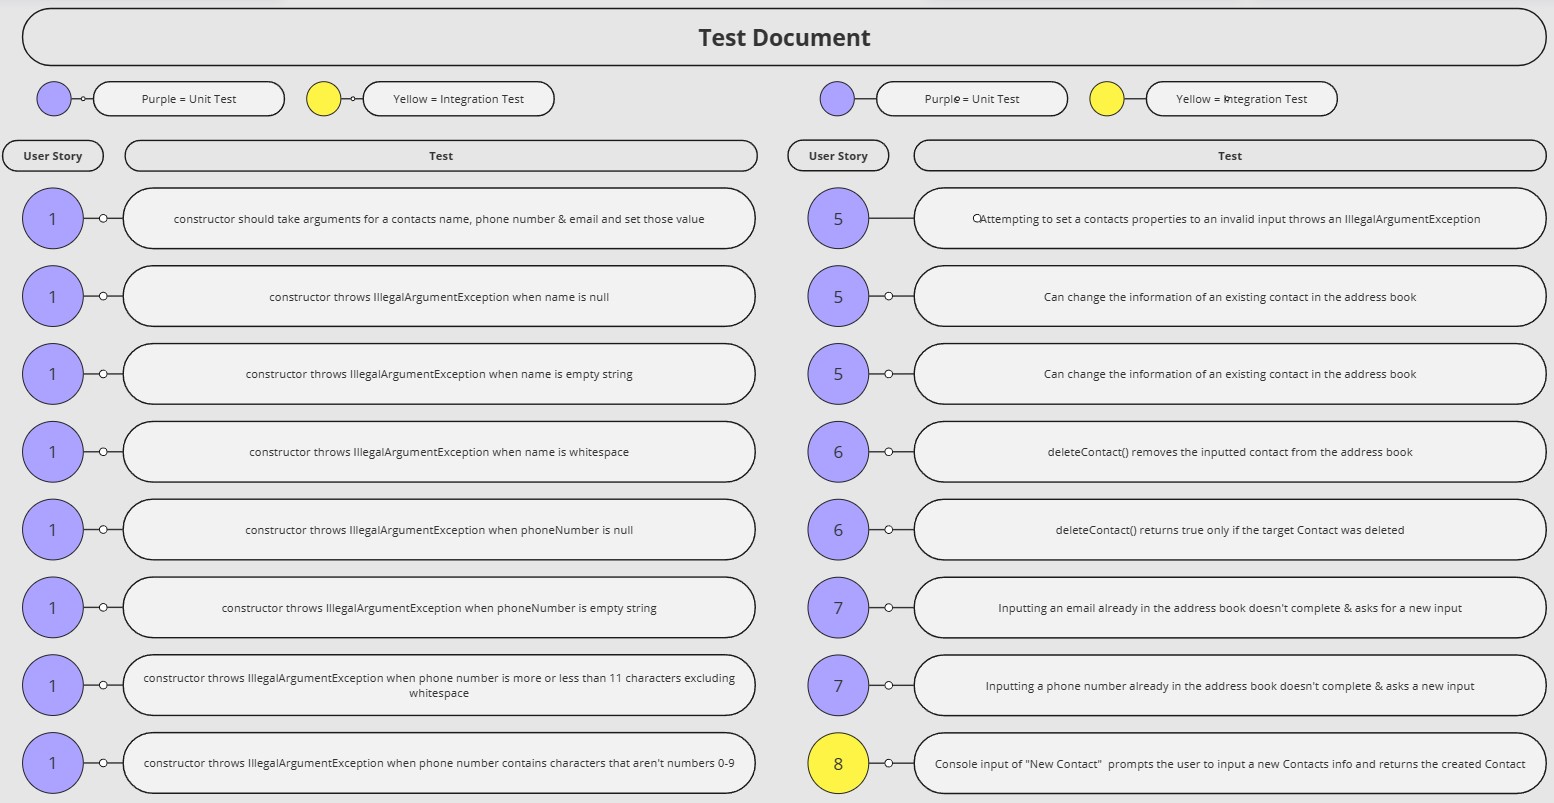 Test Document
Purple = Unit Test
Yellow = Integration Test
User Story
Test
1
constructor should take arguments for a contacts name, phone number & email and set those value
1
constructor throws IllegalArgumentException when name is null
1
constructor throws IllegalArgumentException when name is empty string
1
constructor throws IllegalArgumentException when name is whitespace
1
constructor throws IllegalArgumentException when phoneNumber is null
1
constructor throws IllegalArgumentException when phoneNumber is empty string
1
constructor throws IllegalArgumentException when phone number is more or less than 11 characters excluding
whitespace
1
constructor throws IllegalArgumentException when phone number contains characters that aren't numbers 0-9
Purple = Unit Test
Yellow = Integration Test
User Story
Test
5
Attempting to set a contacts properties to an invalid input throws an IllegalArgumentException
5
Can change the information of an existing contact in the address book
5
Can change the information of an existing contact in the address book
6
deleteContact() removes the inputted contact from the address book
6
deleteContact() returns true only if the target Contact was deleted
7
Inputting an email already in the address book doesn't complete & asks for a new input
7
Inputting a phone number already in the address book doesn't complete & asks a new input
8
Console input of "New Contact"  prompts the user to input a new Contacts info and returns the created Contact